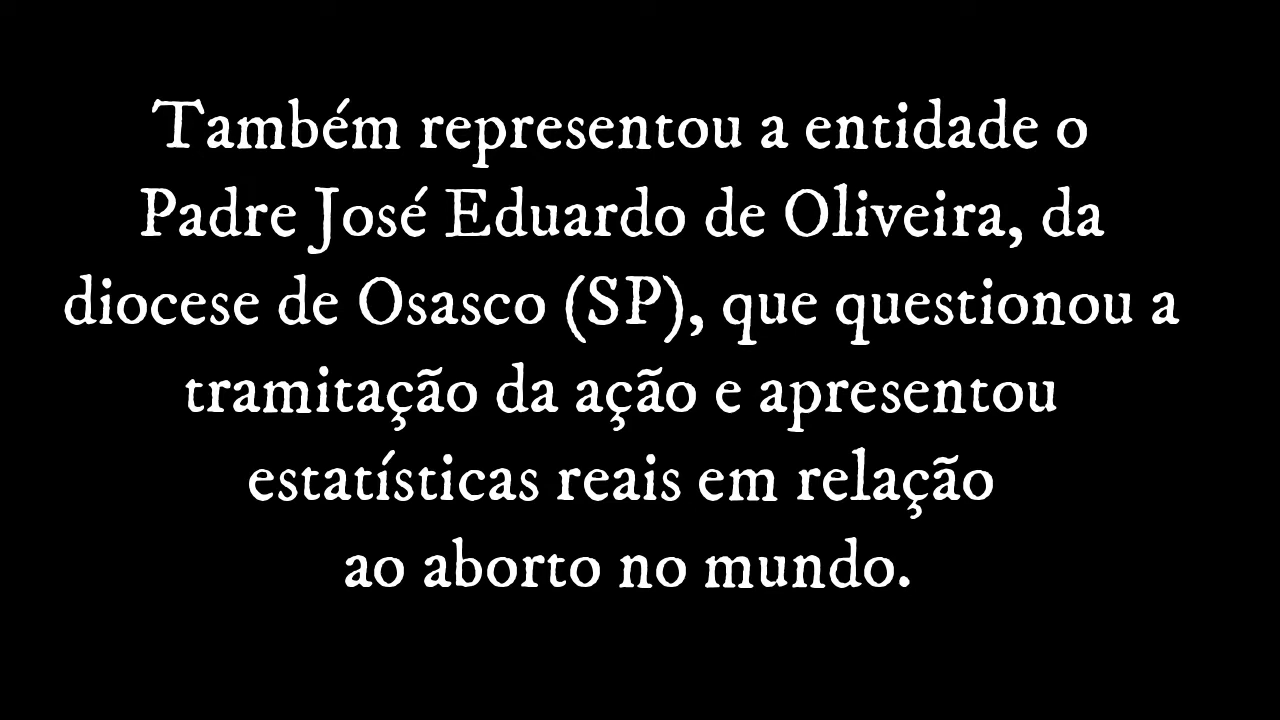 Também representou a entidade o
Padre José Eduardo de Oliveira, da
diocese de Osasco (SP), que questionou a
tramitação da ação e apresentou
estatísticas reais em relação
ao aborto no mundo.